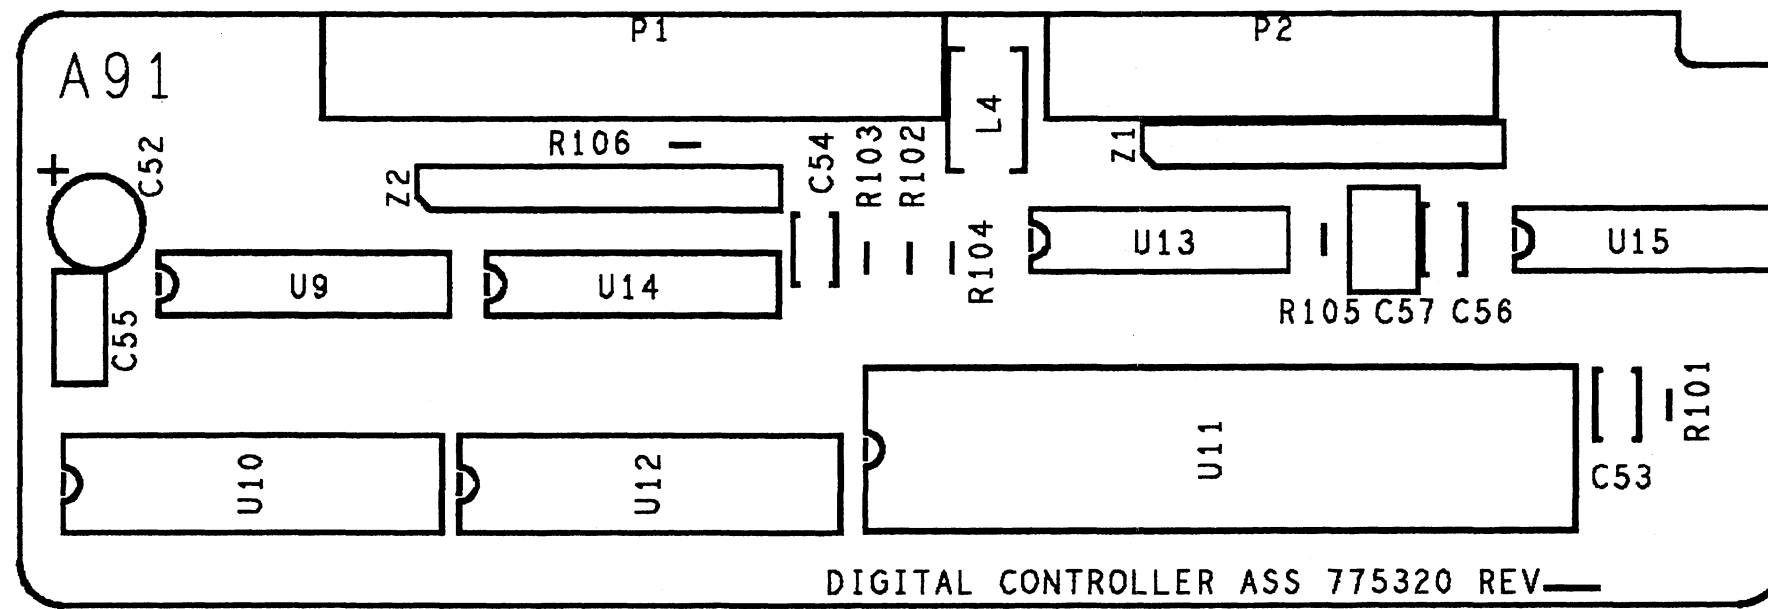 P1
P2
A91
L4
R106
C54
R103
R102
Z1
C52
Z2
U9
U14
R104
U13
U15
R105
C57
C56
C55
U10
U12
U11
C53
R101
DIGITAL CONTROLLER ASS 775320 REV